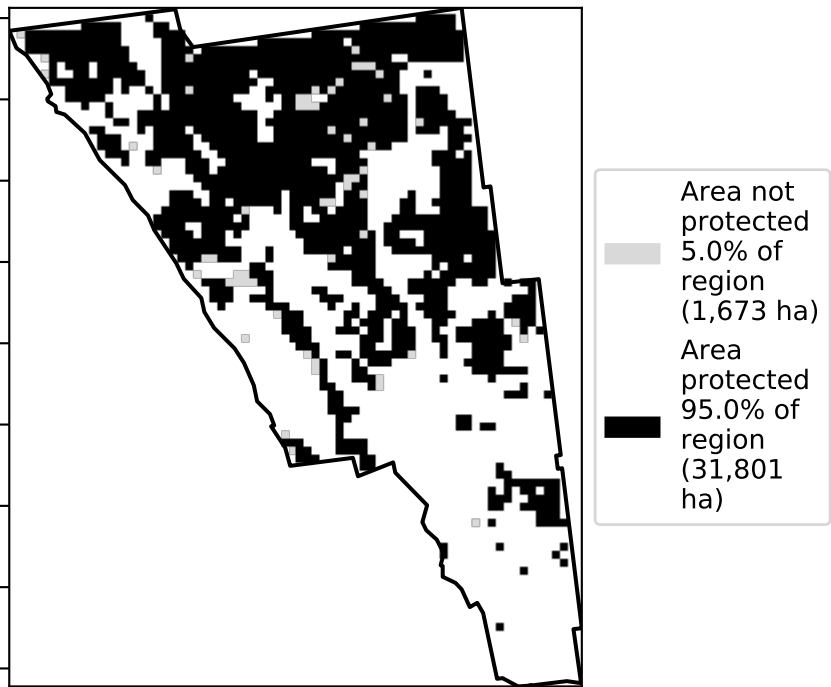 Area not
protected
5.0% of
region
(1,673 ha)
Area
protected
95.0% of
region
(31,801
ha)